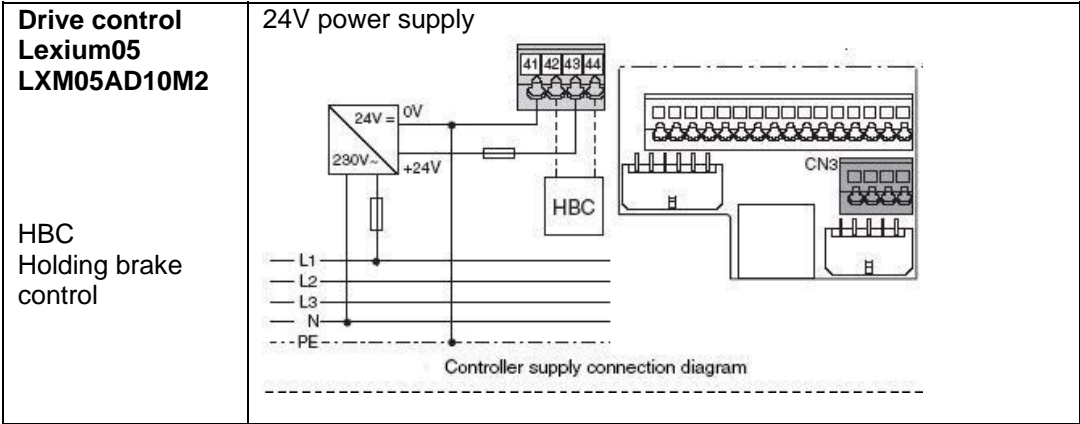 Drive control
Lexium05
LXM05AD10M2
HBC
Holding brake
control
24V power supply
41 42 43 44
24V =
0V
230V~
+24V
HBC
CN3
L1
L2
L3
N
PE
Controller supply connection diagram